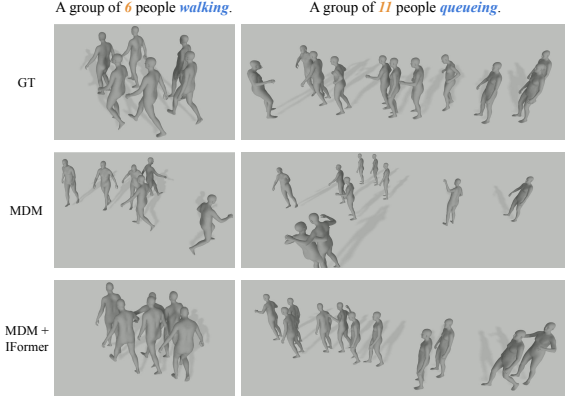 A group of 6 people walking.
A group of 11 people queueing.
GT
MDM
MDM +
IFormer